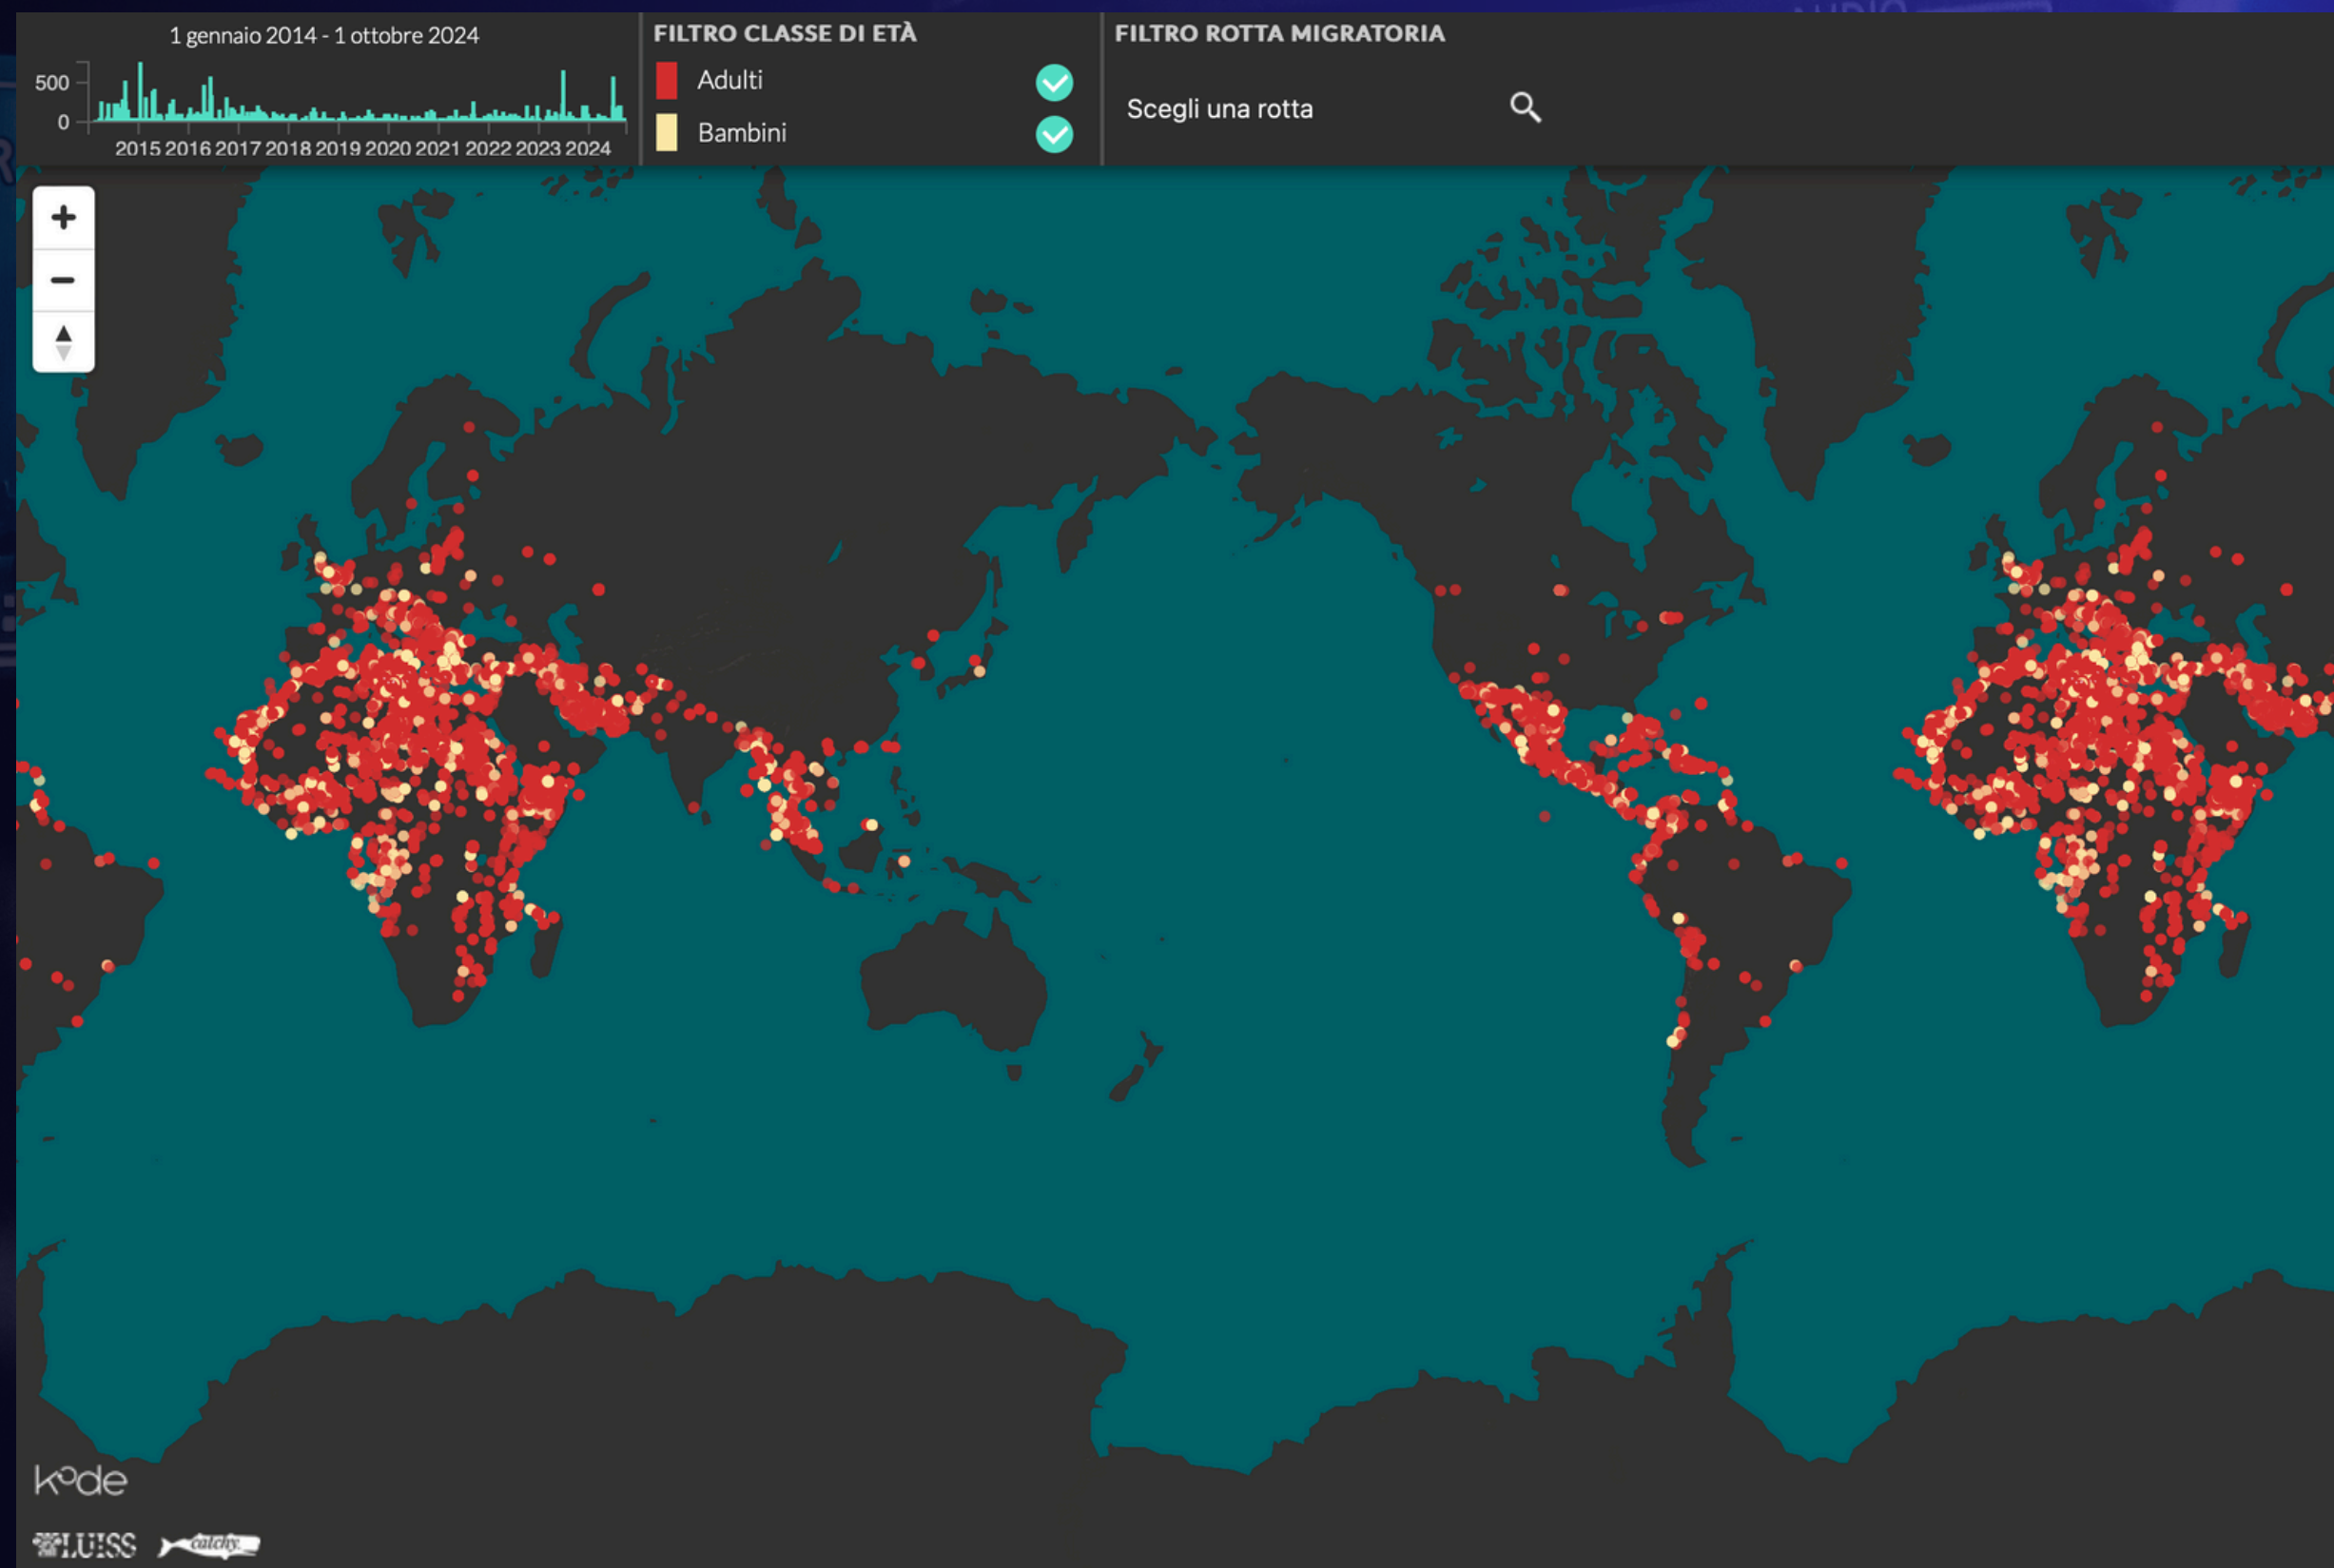 1 gennaio 2014 - 1 ottobre 2024
500
0
2015 2016 2017 2018 2019 2020 2021 2022 2023 2024
FILTRO CLASSE DI ETÀ
Adulti
Bambini
FILTRO ROTTA MIGRATORIA
Scegli una rotta
kode
LUISS
catchy.